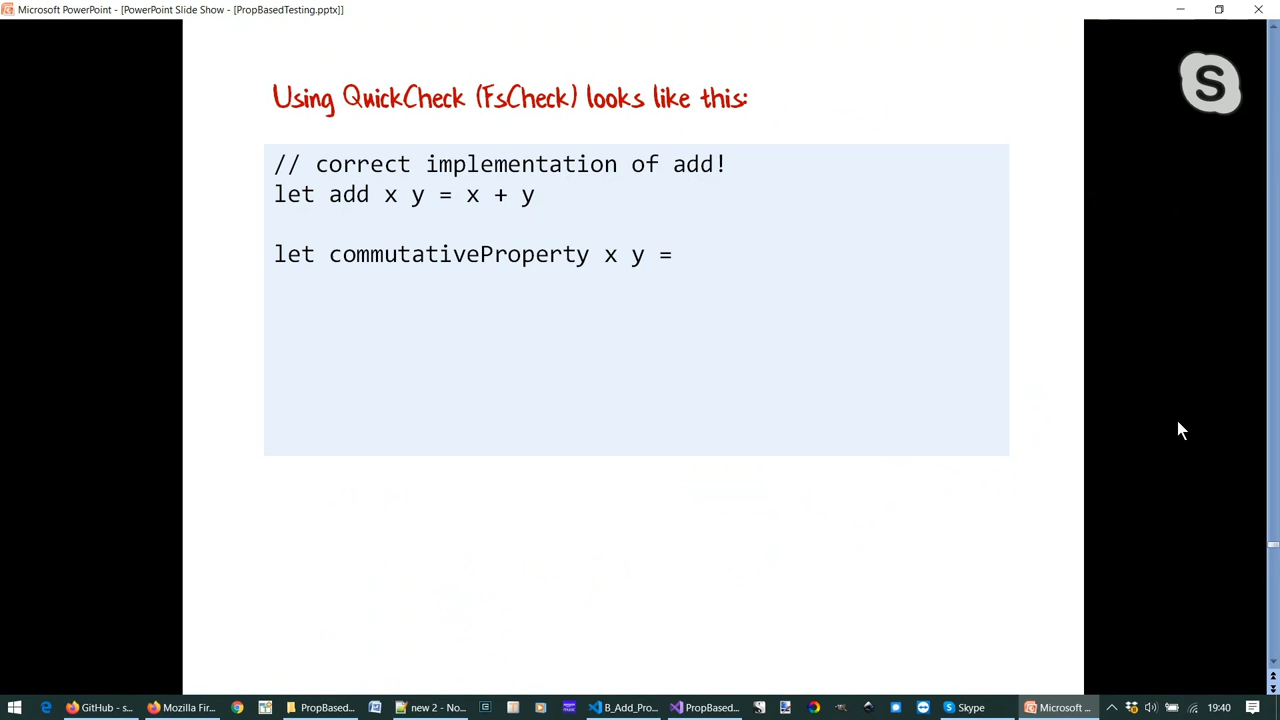 Microsoft PowerPoint - [PowerPoint Slide Show - [PropBasedTesting.pptx]]
S
Using QuickCheck (FsCheck) looks like this:
// correct implementation of add!
let add x y = x + y
let commutativeProperty x y =
GitHub - s...
Mozilla Fir...
PropBased...
new 2 - No...
B_Add_Pro...
PropBased...
Skype
Microsoft ...
19:40